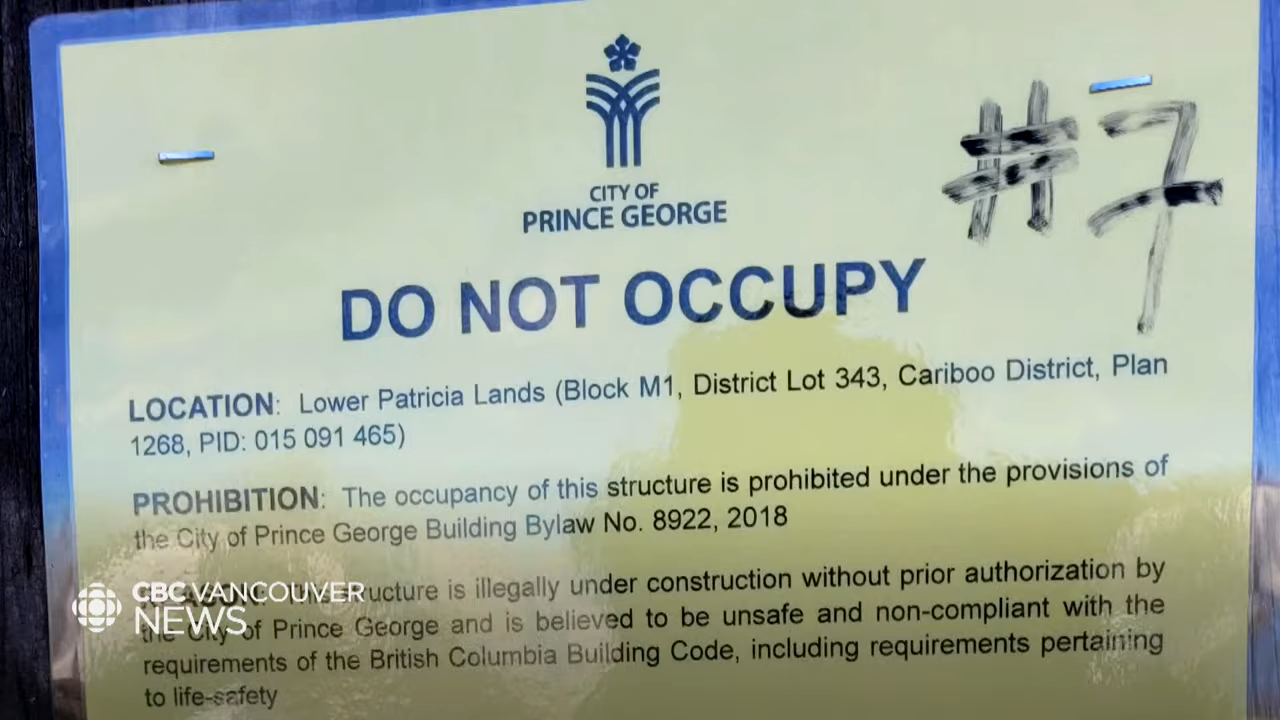 CITY OF
PRINCE GEORGE
#7
DO NOT OCCUPY
LOCATION: Lower Patricia Lands (Block M1, District Lot 343, Cariboo District, Plan
1268, PID: 015 091 465)
PROHIBITION: The occupancy of this structure is prohibited under the provisions of
the City of Prince George Building Bylaw No. 8922, 2018
structure is illegally under construction without prior authorization by
the City of Prince George and is believed to be unsafe and non-compliant with the
requirements of the British Columbia Building Code, including requirements pertaining
to life-safety
CBC VANCOUVER
NEWS